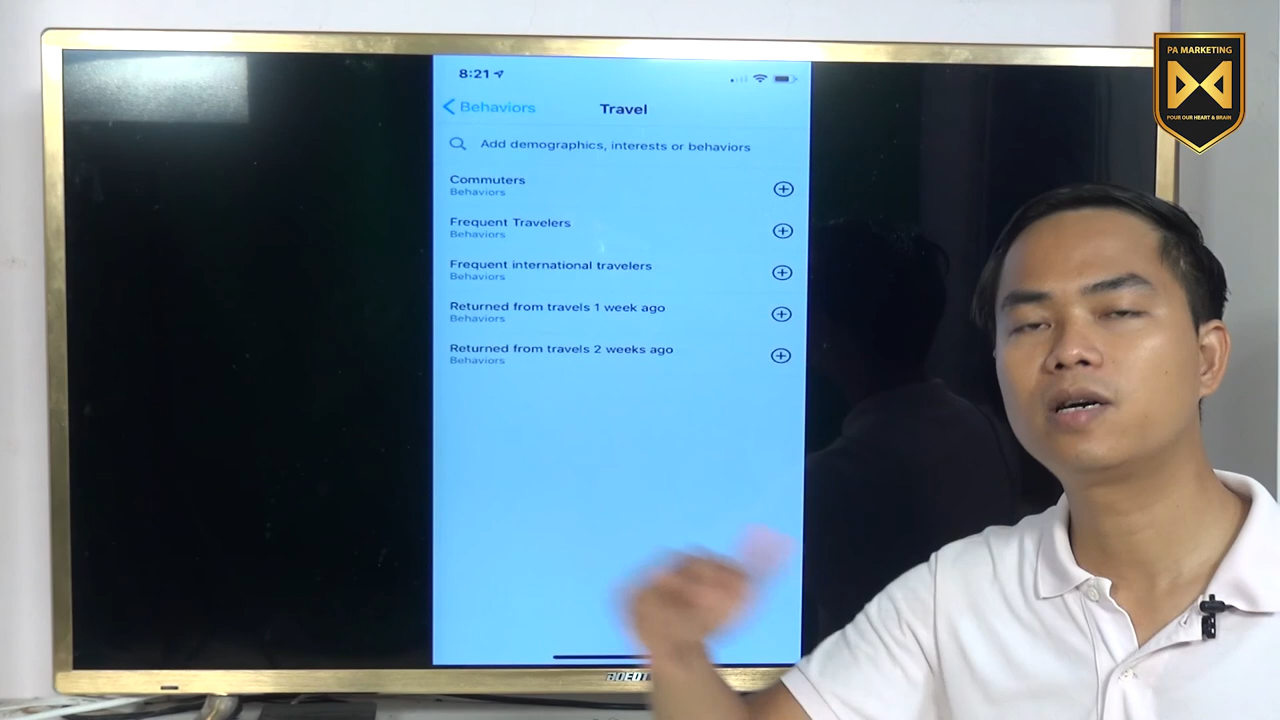 PA MARKETING
POUR OUR HEART & BRAIN
8:21
Behaviors
Travel
Add demographics, interests or behaviors
Commuters
Behaviors
Frequent Travelers
Behaviors
Frequent international travelers
Behaviors
Returned from travels 1 week ago
Behaviors
Returned from travels 2 weeks ago
Behaviors